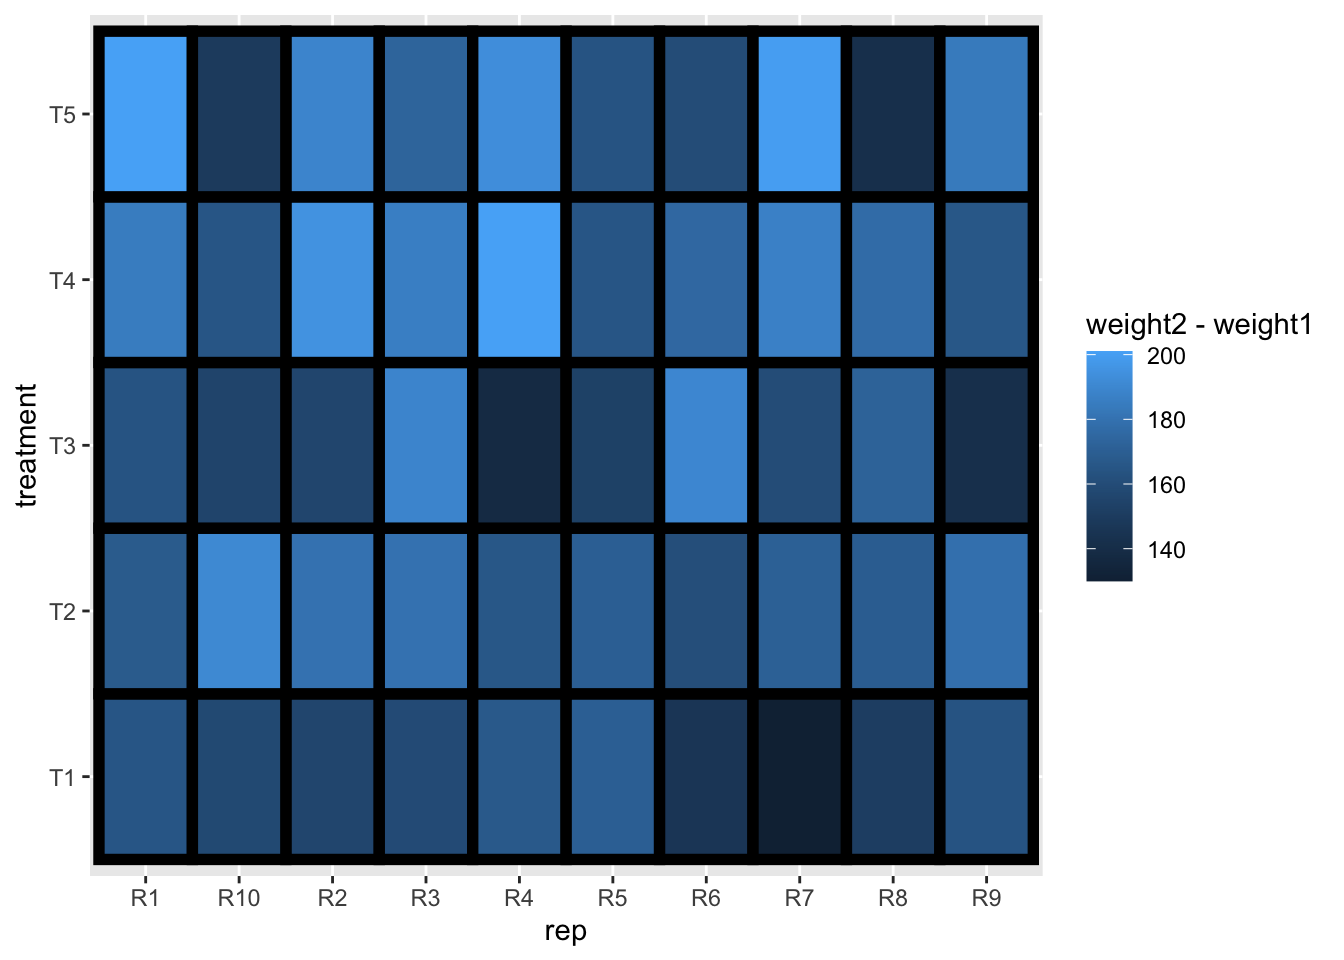 T5
T4
T3
T2
T1
treatment
R1 R10 R2 R3 R4 R5 R6 R7 R8 R9
rep
weight2 - weight1
200
180
160
140